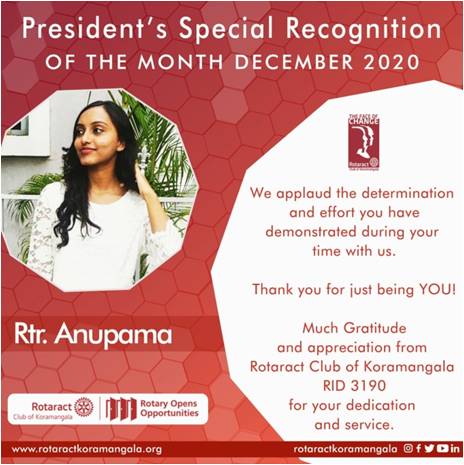 President's Special Recognition
OF THE MONTH DECEMBER 2020
THE FACE OF
CHANGE
Rotaract
Club of Koramangala
We applaud the determination
and effort you have
demonstrated during your
time with us.
Thank you for just being YOU!
Much Gratitude
and appreciation from
Rotaract Club of Koramangala
RID 3190
for your dedication
and service.
Rtr. Anupama
Rotaract
Club of Koramangala
Rotary Opens
Opportunities
www.rotaractkoramangala.org
rotaractkoramangala